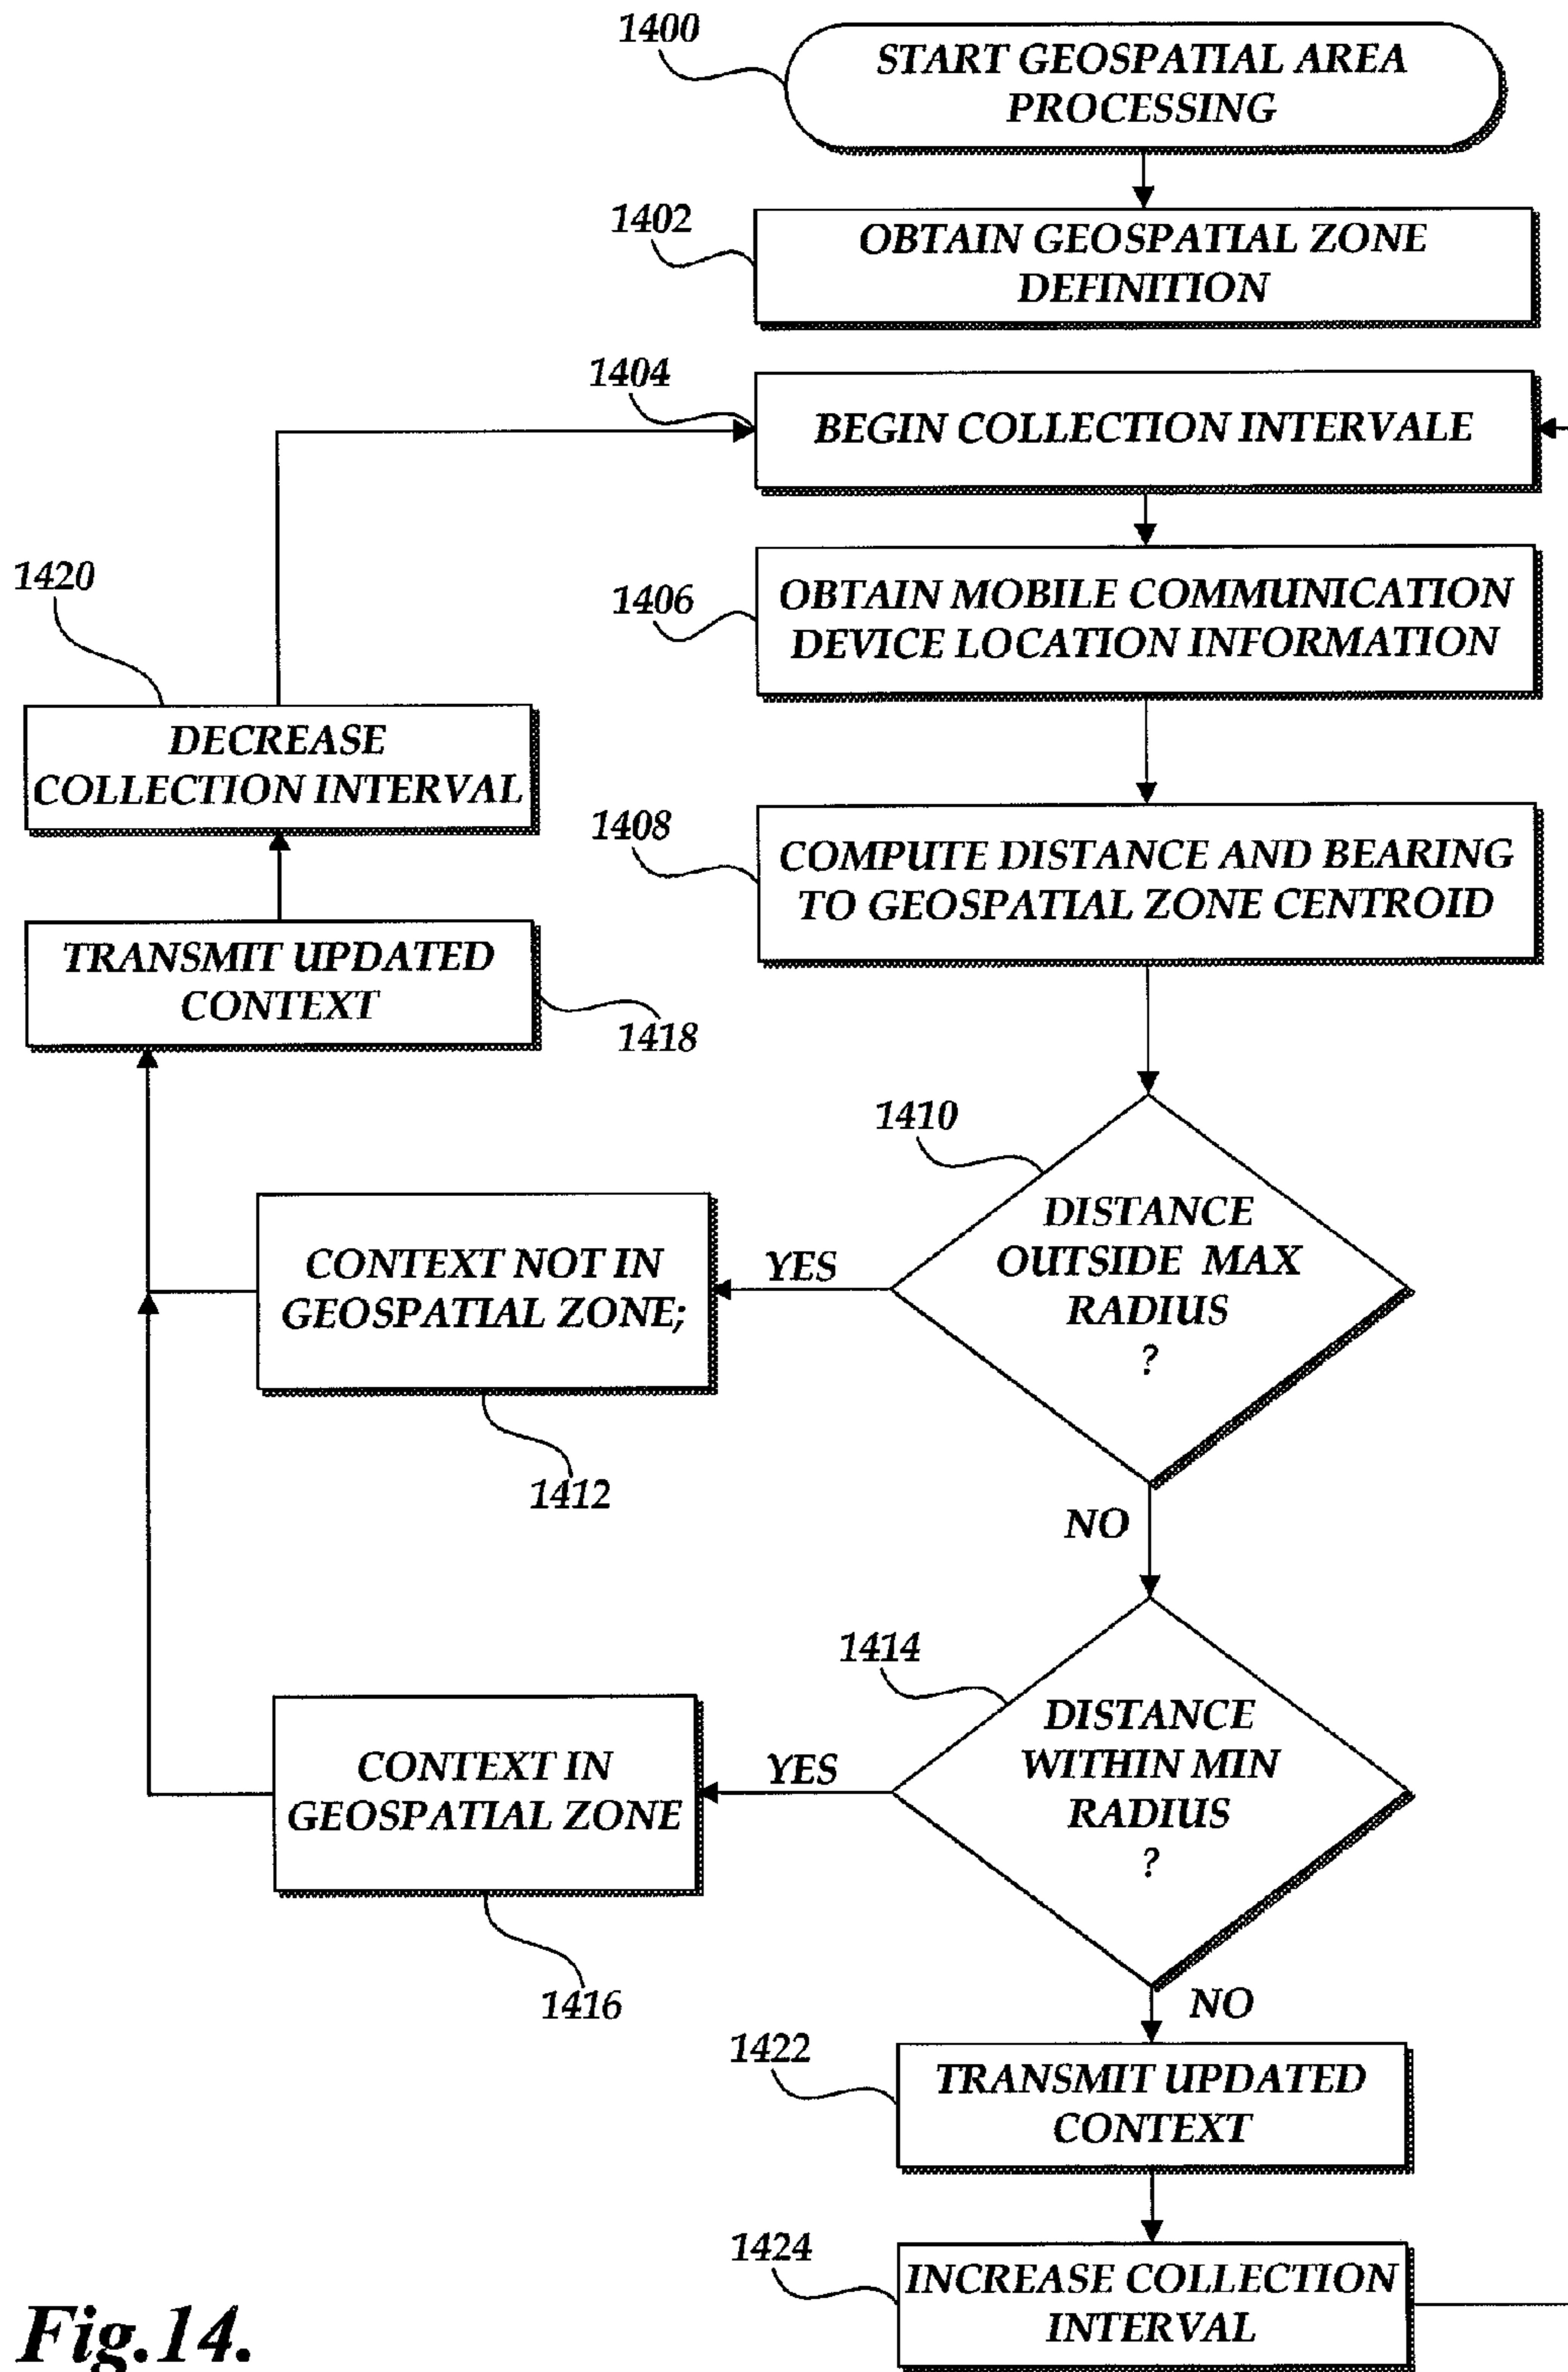 1400
START GEOSPATIAL AREA
PROCESSING
1402
OBTAIN GEOSPATIAL ZONE
DEFINITION
1404
BEGIN COLLECTION INTERVALE
1406
OBTAIN MOBILE COMMUNICATION
DEVICE LOCATION INFORMATION
1420
DECREASE
COLLECTION INTERVAL
1408
COMPUTE DISTANCE AND BEARING
TO GEOSPATIAL ZONE CENTROID
TRANSMIT UPDATED
CONTEXT
1418
1410
DISTANCE
OUTSIDE MAX
RADIUS
?
YES
CONTEXT NOT IN
GEOSPATIAL ZONE;
1412
NO
1414
DISTANCE
WITHIN MIN
RADIUS
?
YES
CONTEXT IN
GEOSPATIAL ZONE
1416
NO
1422
TRANSMIT UPDATED
CONTEXT
1424
INCREASE COLLECTION
INTERVAL
Fig.14.